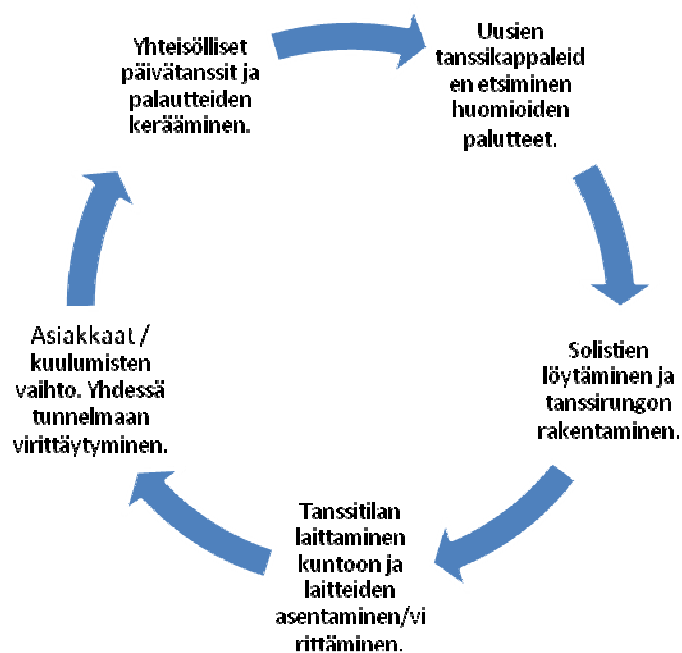 Yhteisölliset
päivätanssit ja
palautteiden
kerääminen.
Uusien
tanssikappaleid
en etsiminen
huomioiden
palutteet.
Solistien
löytäminen ja
tanssirungon
rakentaminen.
Tanssitilan
laittaminen
kuntoon ja
laitteiden
asentaminen/vi
rittäminen.
Asiakkaat /
kuulumisten
vaihto. Yhdessä
tunnelmaan
virittäytyminen.